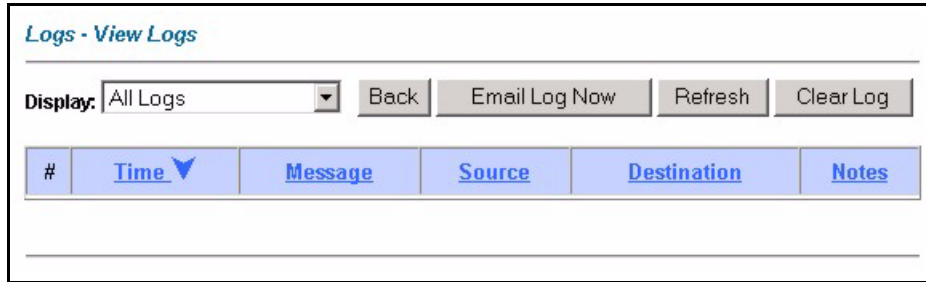 Logs - View Logs
Display: All Logs Back Email Log Now Refresh Clear Log
# Time Message Source Destination Notes